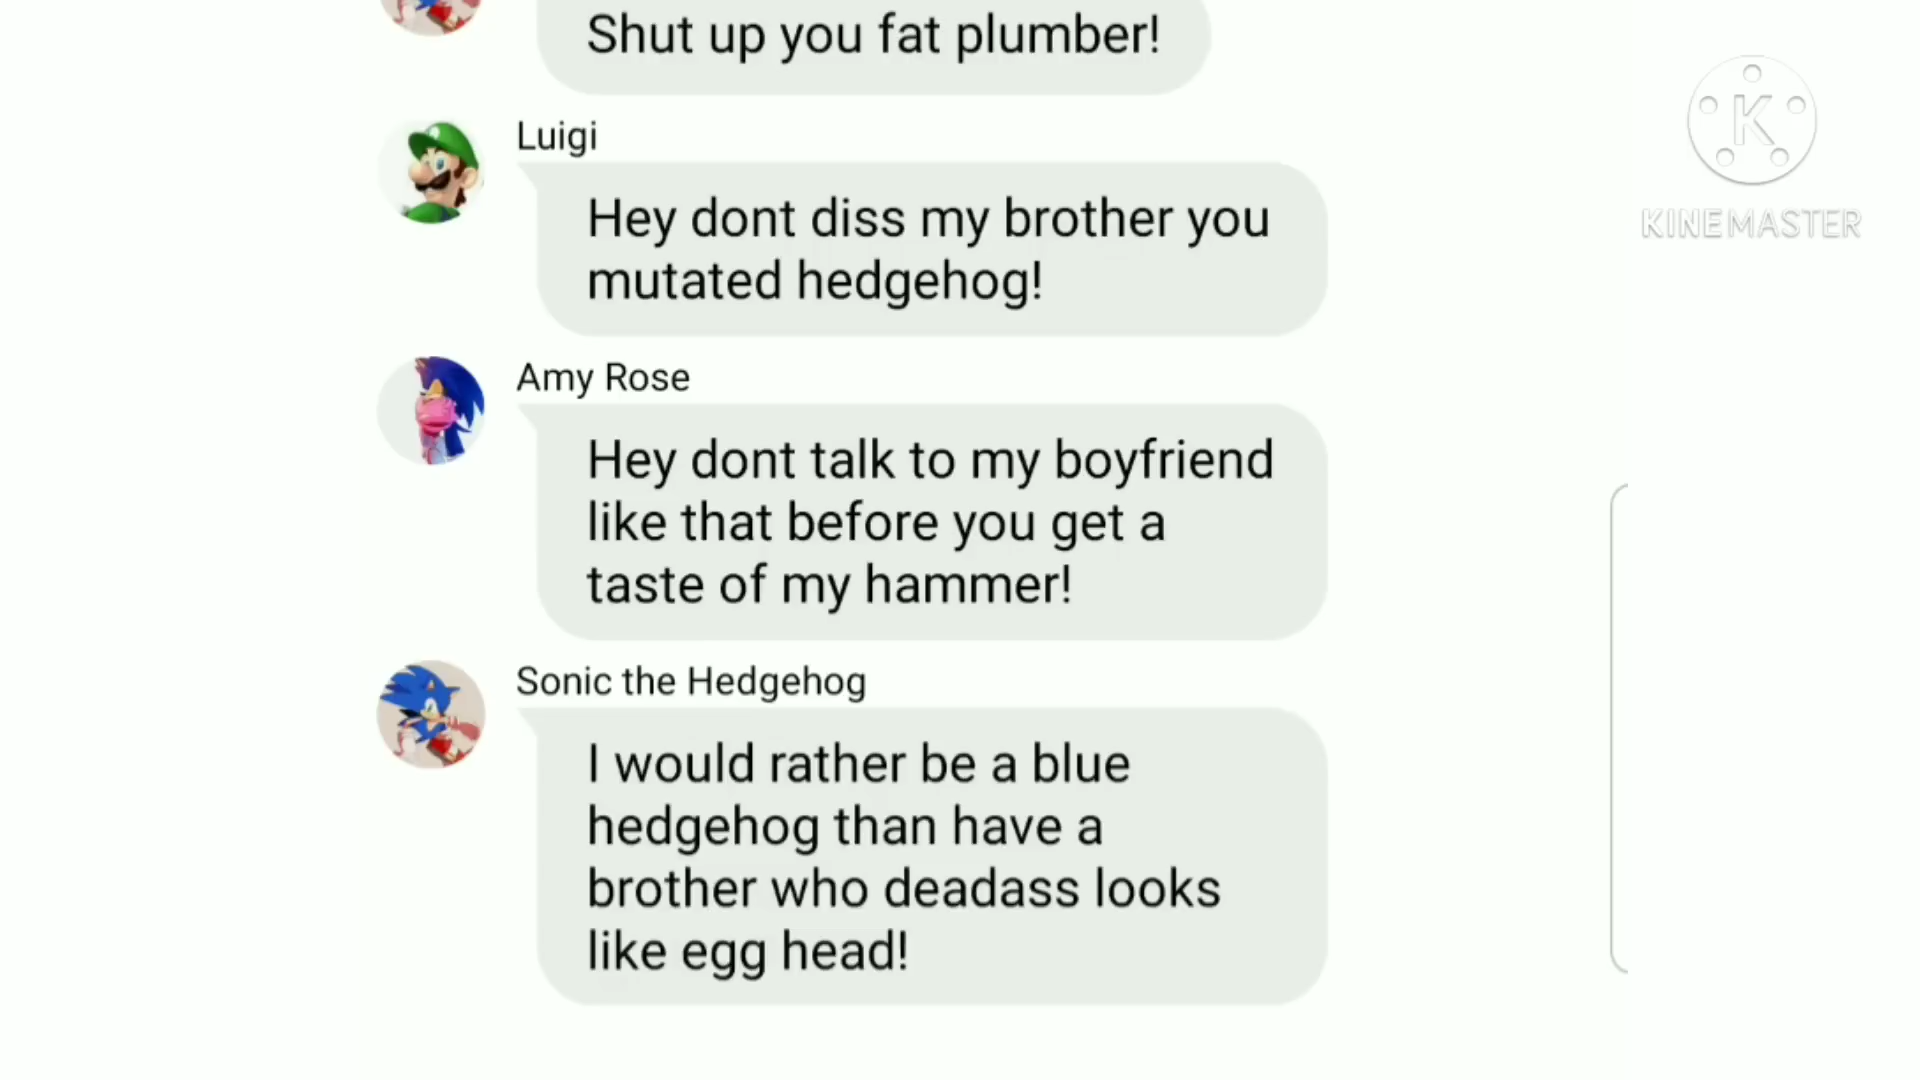 Shut up you fat plumber!
Luigi
Hey dont diss my brother you
mutated hedgehog!
Amy Rose
Hey dont talk to my boyfriend
like that before you get a
taste of my hammer!
Sonic the Hedgehog
I would rather be a blue
hedgehog than have a
brother who deadass looks
like egg head!
K
KINEMASTER